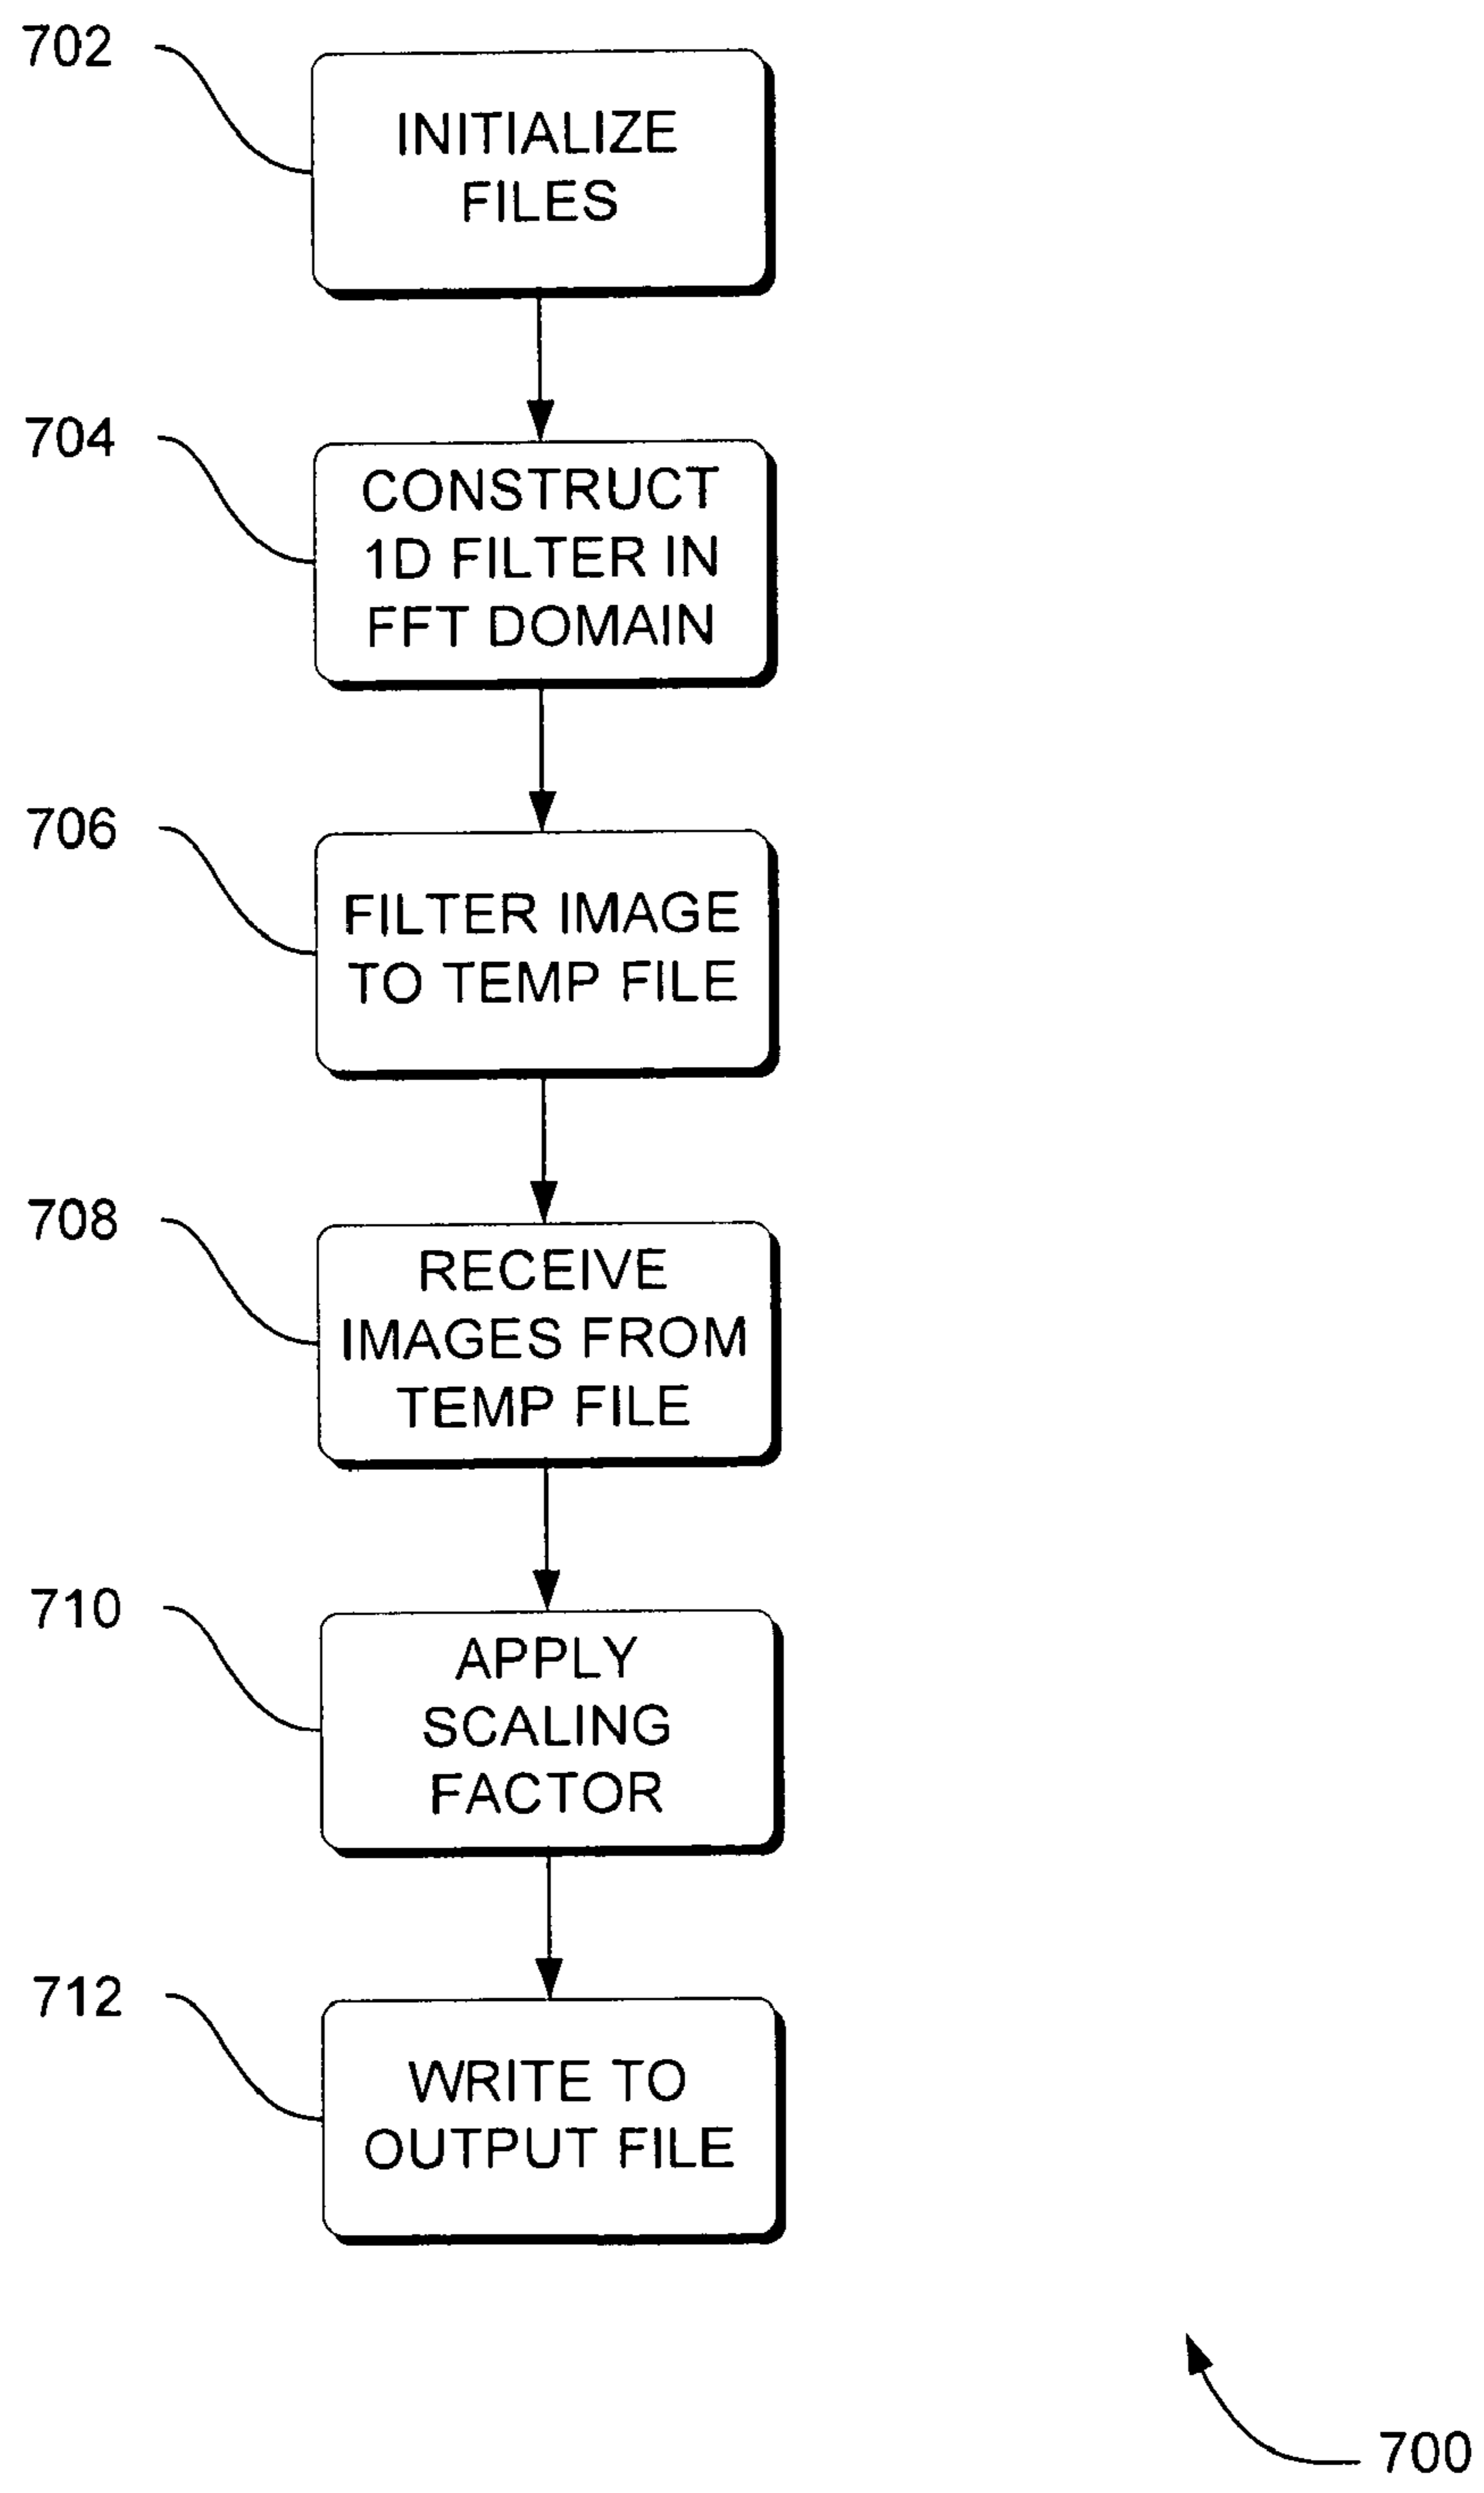 702
INITIALIZE
FILES
704
CONSTRUCT
1D FILTER IN
FFT DOMAIN
706
FILTER IMAGE
TO TEMP FILE
708
RECEIVE
IMAGES FROM
TEMP FILE
710
APPLY
SCALING
FACTOR
712
WRITE TO
OUTPUT FILE
700